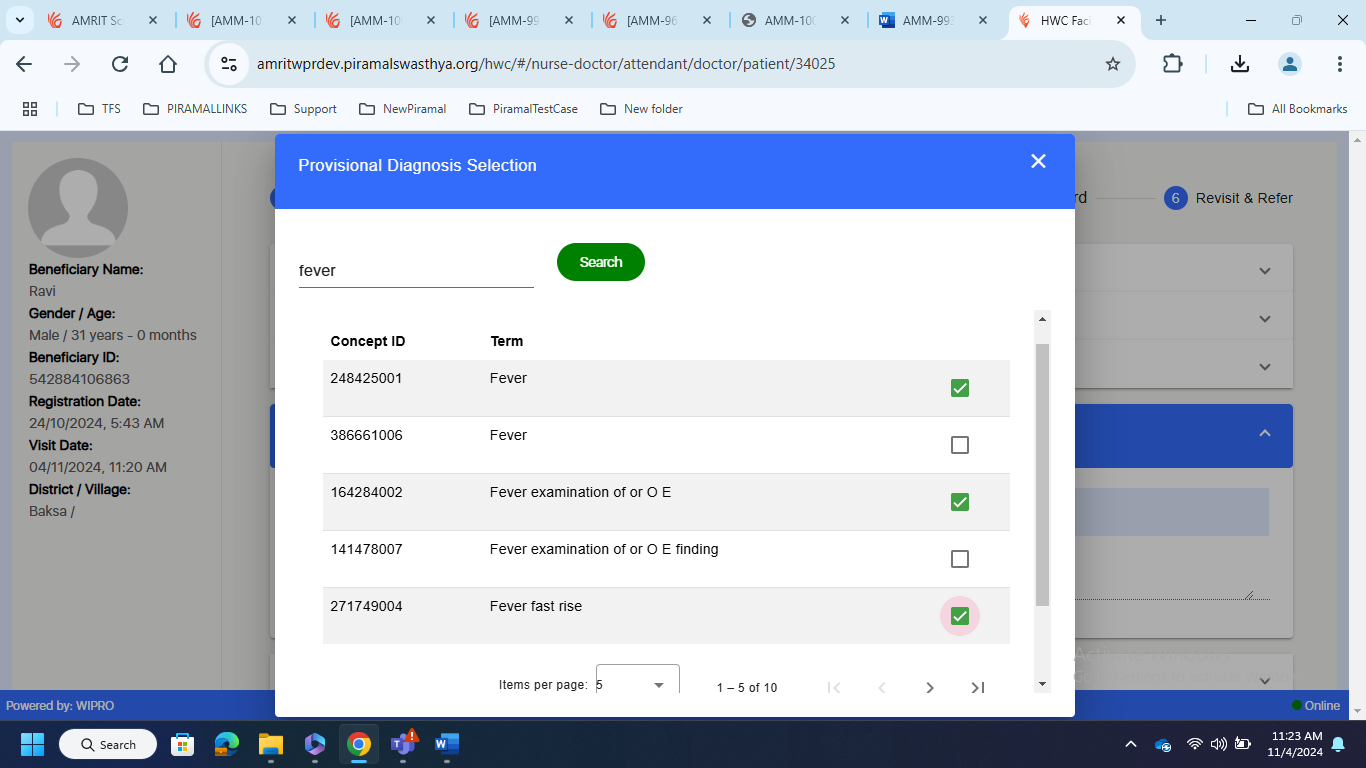 AMRIT Sc
[AMM-10
[AMM-10
[AMM-99
[AMM-96
AMM-100
AMM-993
HWC Faci
amritwprdev.piramalswasthya.org/hwc/#/nurse-doctor/attendant/doctor/patient/34025
TFS
PIRAMALLINKS
Support
NewPiramal
PiramalTestCase
New folder
All Bookmarks
Provisional Diagnosis Selection
rd
6 Revisit & Refer
Beneficiary Name:
Ravi
Gender / Age:
Male / 31 years - 0 months
Beneficiary ID:
542884106863
Registration Date:
24/10/2024, 5:43 AM
Visit Date:
04/11/2024, 11:20 AM
District / Village:
Baksa /
fever
Search
Concept ID Term
248425001 Fever
386661006 Fever
164284002 Fever examination of or O E
141478007 Fever examination of or O E finding
271749004 Fever fast rise
Items per page: 5 1 – 5 of 10
Powered by: WIPRO
Online
Search
11:23 AM
11/4/2024